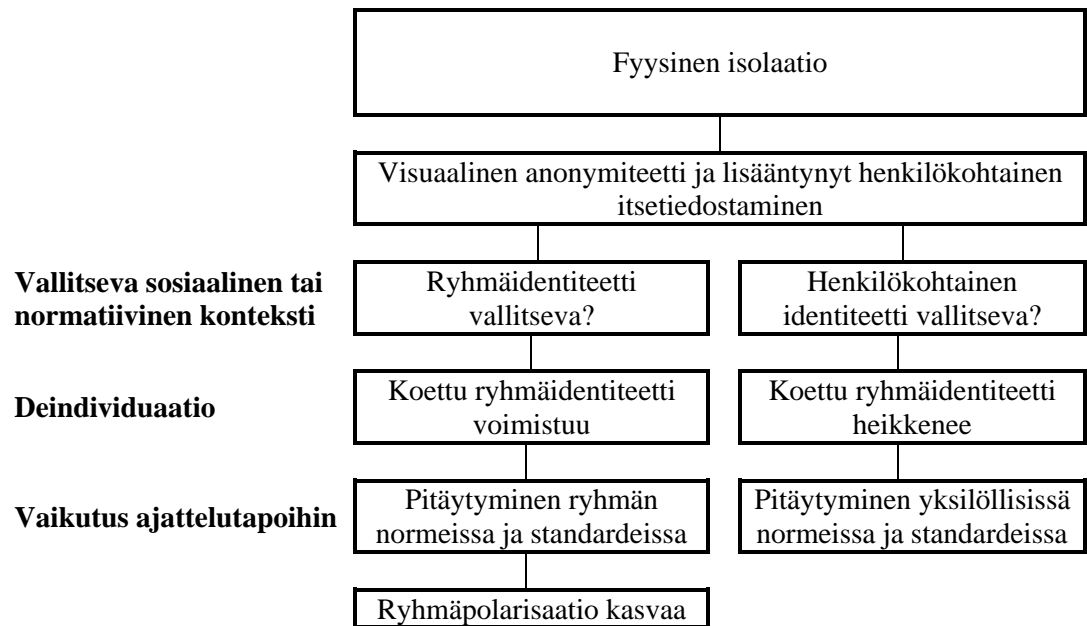 Fyysinen isolaatio
Visuaalinen anonymiteetti ja lisääntynyt henkilökohtainen
itsetiedostaminen
Vallitseva sosiaalinen tai
normatiivinen konteksti
Ryhmäidentiteetti
vallitseva?
Henkilökohtainen
identiteetti vallitseva?
Deindividuaatio
Koettu ryhmäidentiteetti
voimistuu
Koettu ryhmäidentiteetti
heikkenee
Vaikutus ajattelutapoihin
Pitäytyminen ryhmän
normeissa ja standardeissa
Pitäytyminen yksilöllisissä
normeissa ja standardeissa
Ryhmäpolarisaatio kasvaa